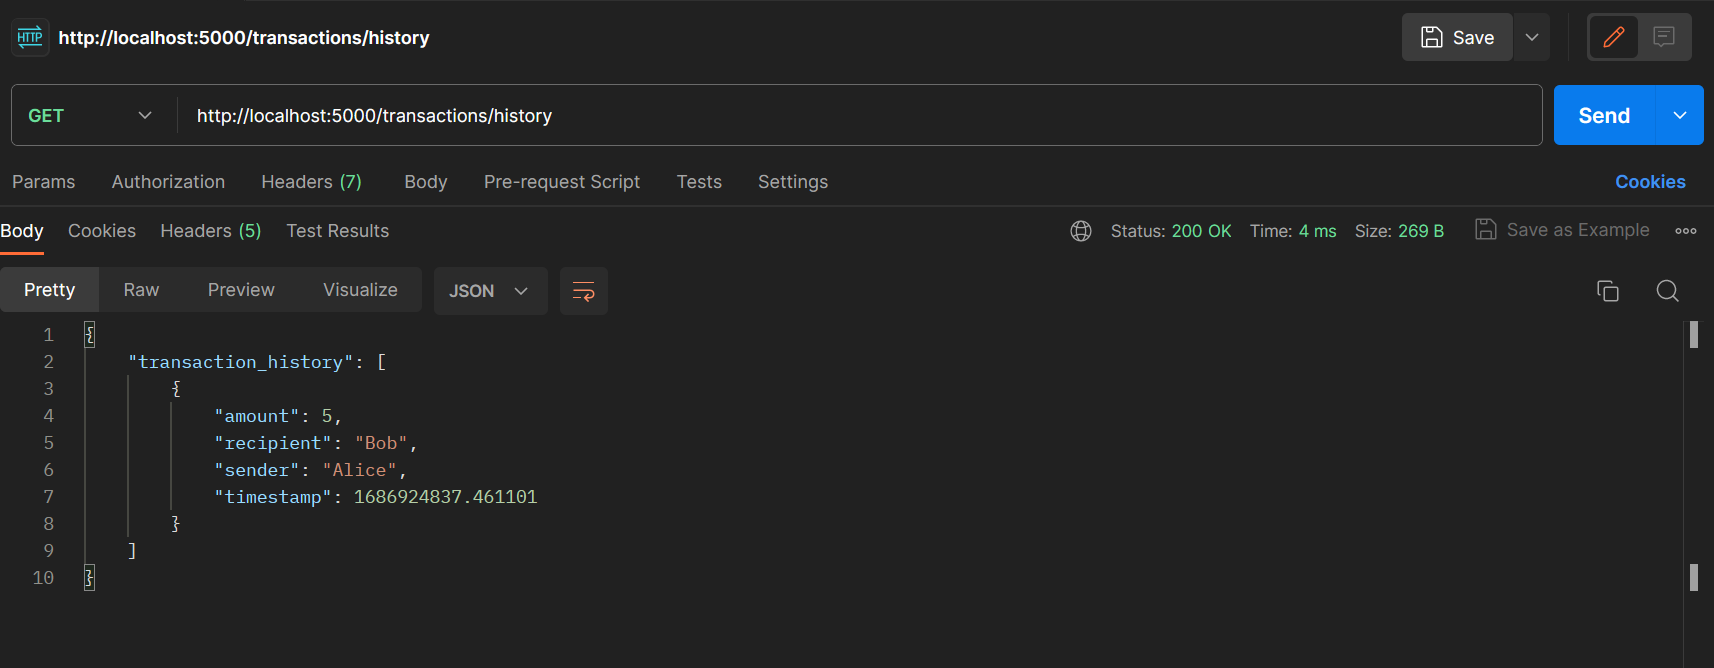 HTTP http://localhost:5000/transactions/history Save
GET http://localhost:5000/transactions/history Send
Params Authorization Headers (7) Body Pre-request Script Tests Settings Cookies
Body Cookies Headers (5) Test Results Status: 200 OK Time: 4 ms Size: 269 B Save as Example
Pretty Raw Preview Visualize JSON
1 {
2 "transaction_history": [
3 {
4 "amount": 5,
5 "recipient": "Bob",
6 "sender": "Alice",
7 "timestamp": 1686924837.461101
8 }
9 ]
10 }